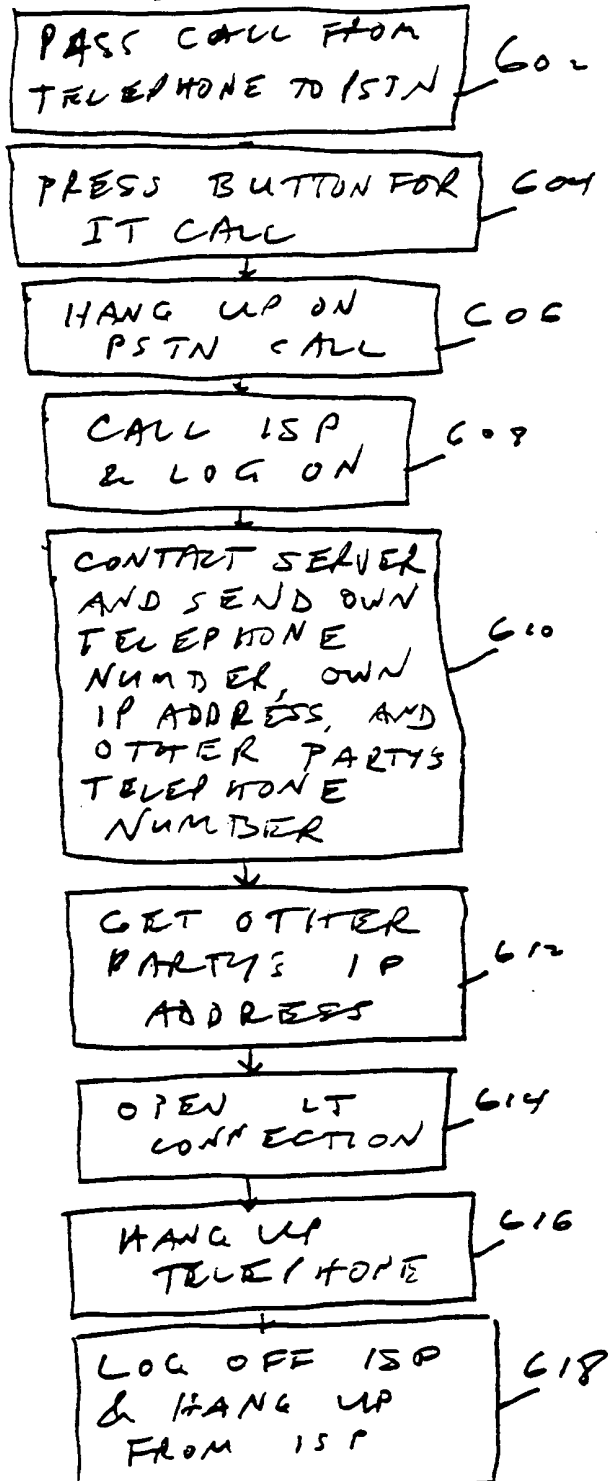 PASS CALL FROM
TELEPHONE TO PSTN 602
PRESS BUTTON FOR 604
IT CALL
HANG UP ON 606
PSTN CALL
CALL ISP 608
& LOG ON
CONTACT SERVER
AND SEND OWN
TELEPHONE 610
NUMBER, OWN
IP ADDRESS, AND
OTHER PARTY'S
TELEPHONE
NUMBER
GET OTHER
PARTY'S IP 612
ADDRESS
OPEN IT 614
CONNECTION
HANG UP 616
TELEPHONE
LOG OFF ISP 618
& HANG UP
FROM ISP